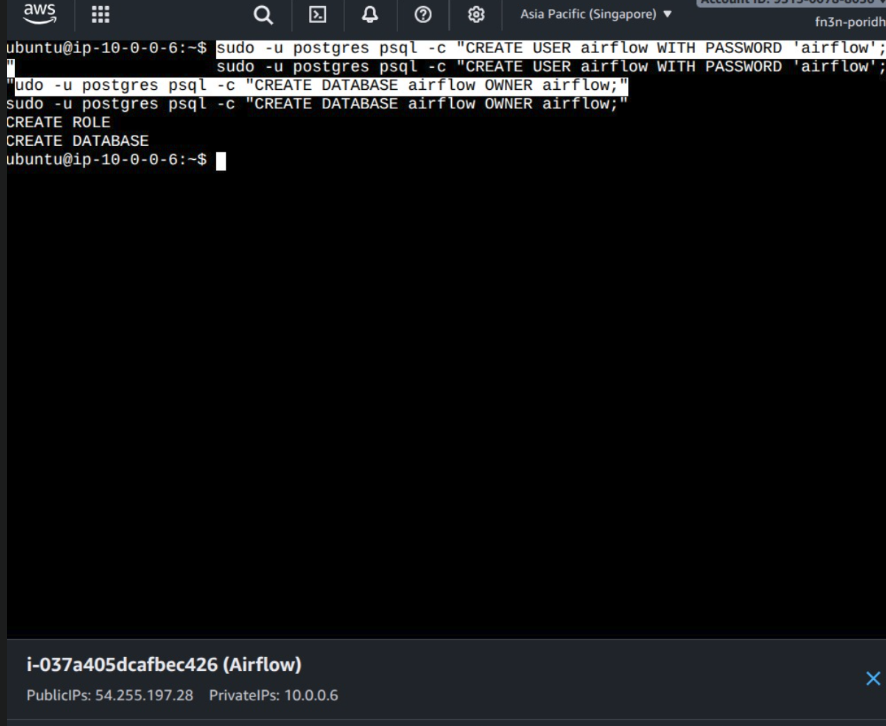 aws
Asia Pacific (Singapore) ▼
fn3n-poridh
ubuntu@ip-10-0-0-6:~$ sudo -u postgres psql -c "CREATE USER airflow WITH PASSWORD 'airflow';
" sudo -u postgres psql -c "CREATE USER airflow WITH PASSWORD 'airflow';
"udo -u postgres psql -c "CREATE DATABASE airflow OWNER airflow;"
sudo -u postgres psql -c "CREATE DATABASE airflow OWNER airflow;"
CREATE ROLE
CREATE DATABASE
ubuntu@ip-10-0-0-6:~$
i-037a405dcafbec426 (Airflow)
PublicIPs: 54.255.197.28 PrivateIPs: 10.0.0.6